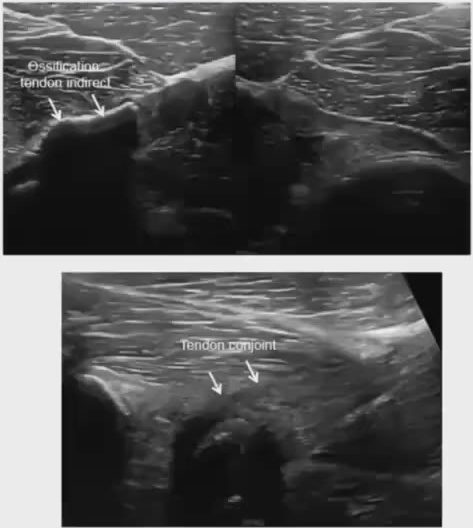 Ossification
tendon indirect
Tendon conjoint